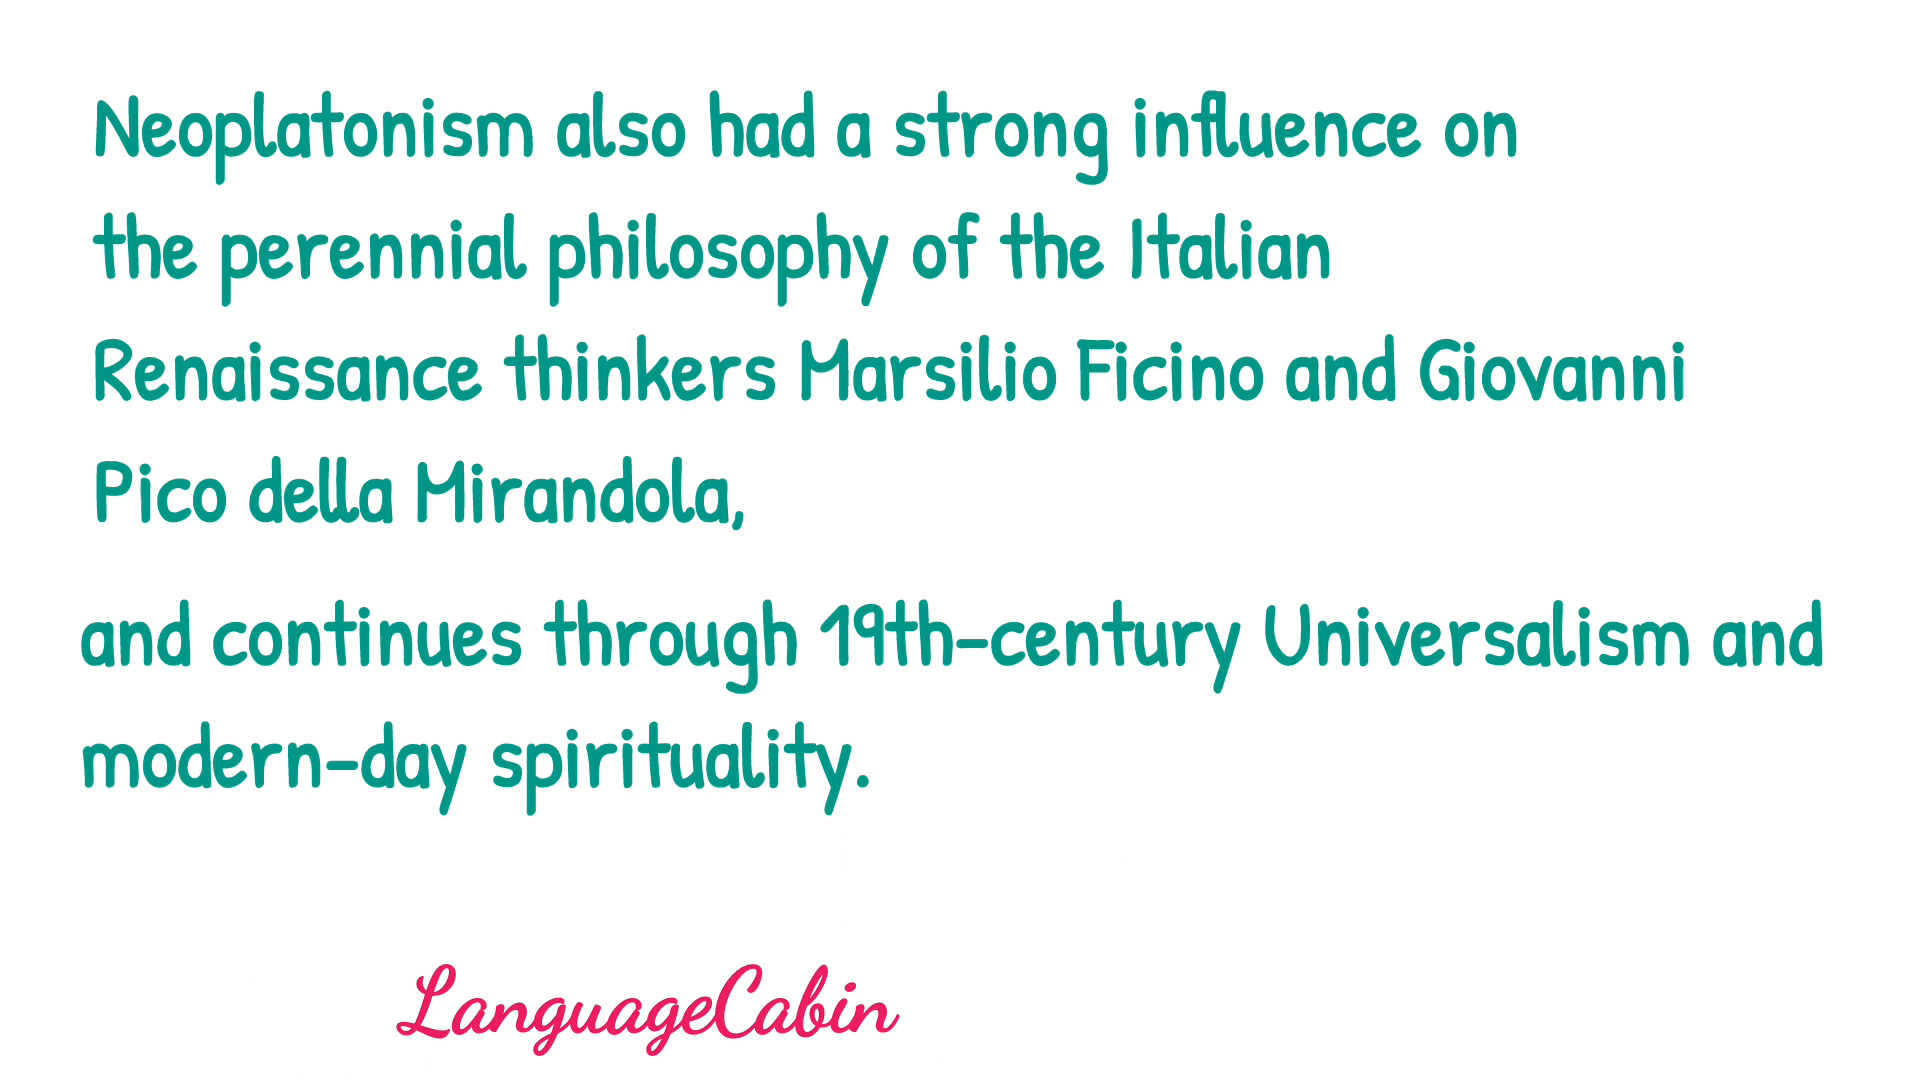 Neoplatonism also had a strong influence on
the perennial philosophy of the Italian
Renaissance thinkers Marsilio Ficino and Giovanni
Pico della Mirandola,
and continues through 19th-century Universalism and
modern-day spirituality.
LanguageCabin